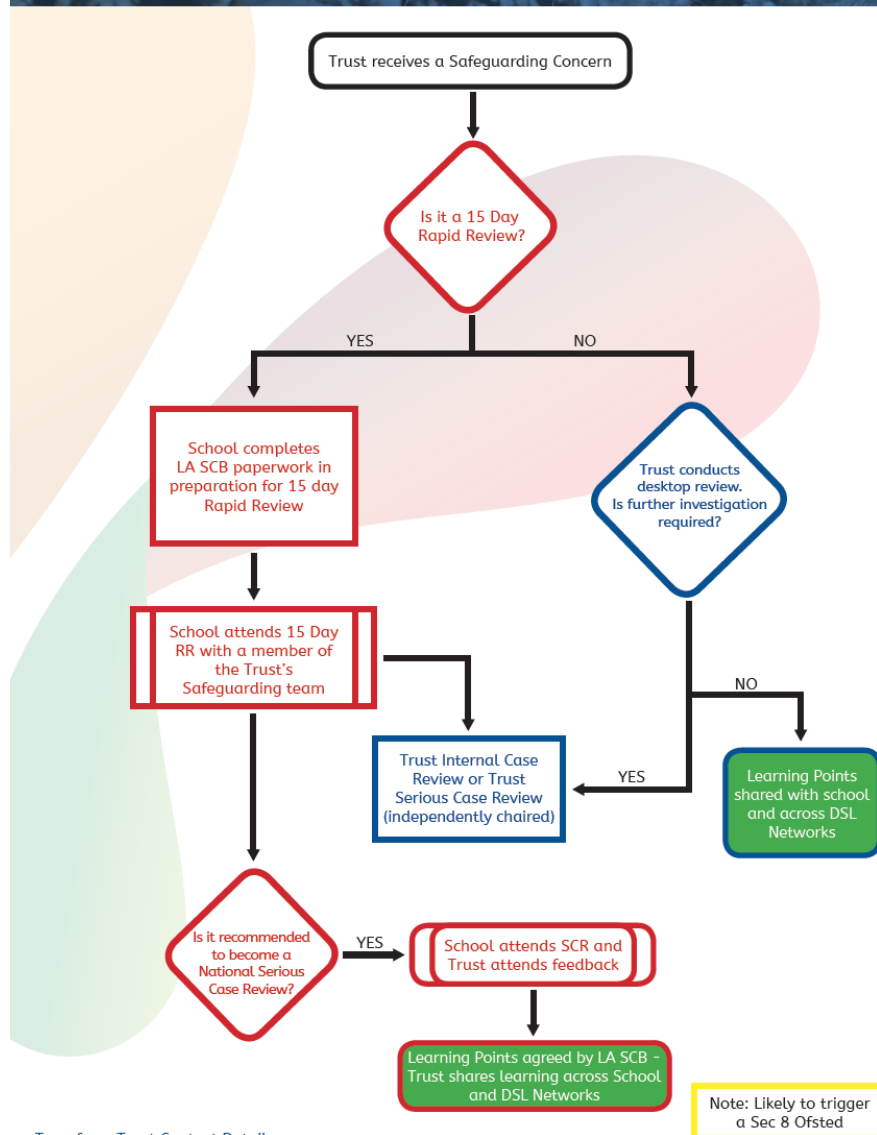 Trust receives a Safeguarding Concern
Is it a 15 Day
Rapid Review?
YES
NO
School completes
LA SCB paperwork in
preparation for 15 day
Rapid Review
Trust conducts
desktop review.
Is further investigation
required?
School attends 15 Day
RR with a member of
the Trust's
Safeguarding team
NO
Trust Internal Case
Review or Trust
Serious Case Review
(independently chaired)
YES
Learning Points
shared with school
and across DSL
Networks
Is it recommended
to become a
National Serious
Case Review?
YES
School attends SCR and
Trust attends feedback
Learning Points agreed by LA SCB -
Trust shares learning across School
and DSL Networks
Note: Likely to trigger
a Sec 8 Ofsted